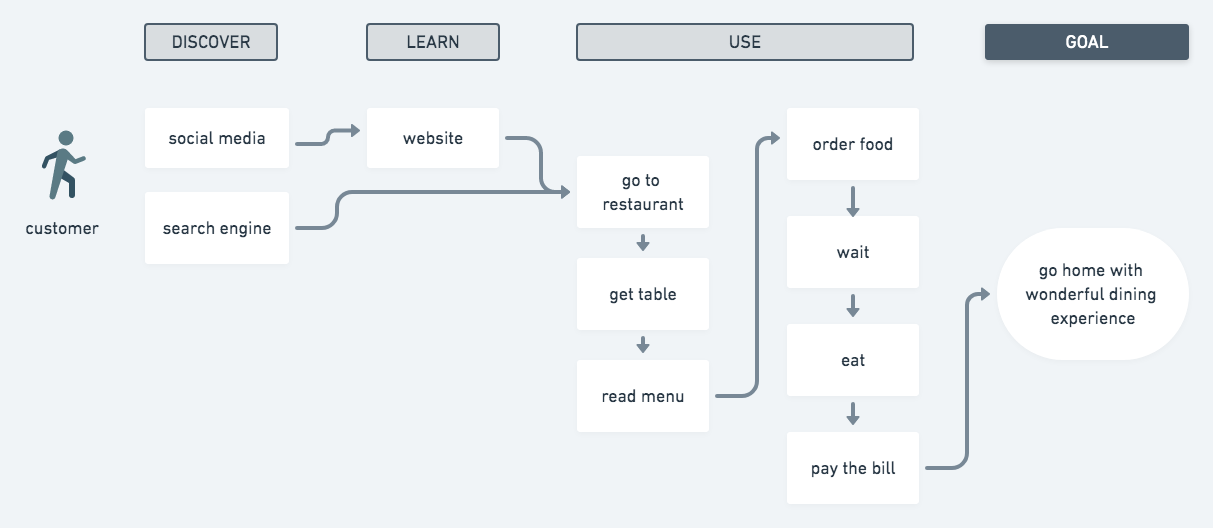 DISCOVER
LEARN
USE
GOAL
customer
social media
search engine
website
go to
restaurant
get table
read menu
order food
wait
eat
pay the bill
go home with
wonderful dining
experience